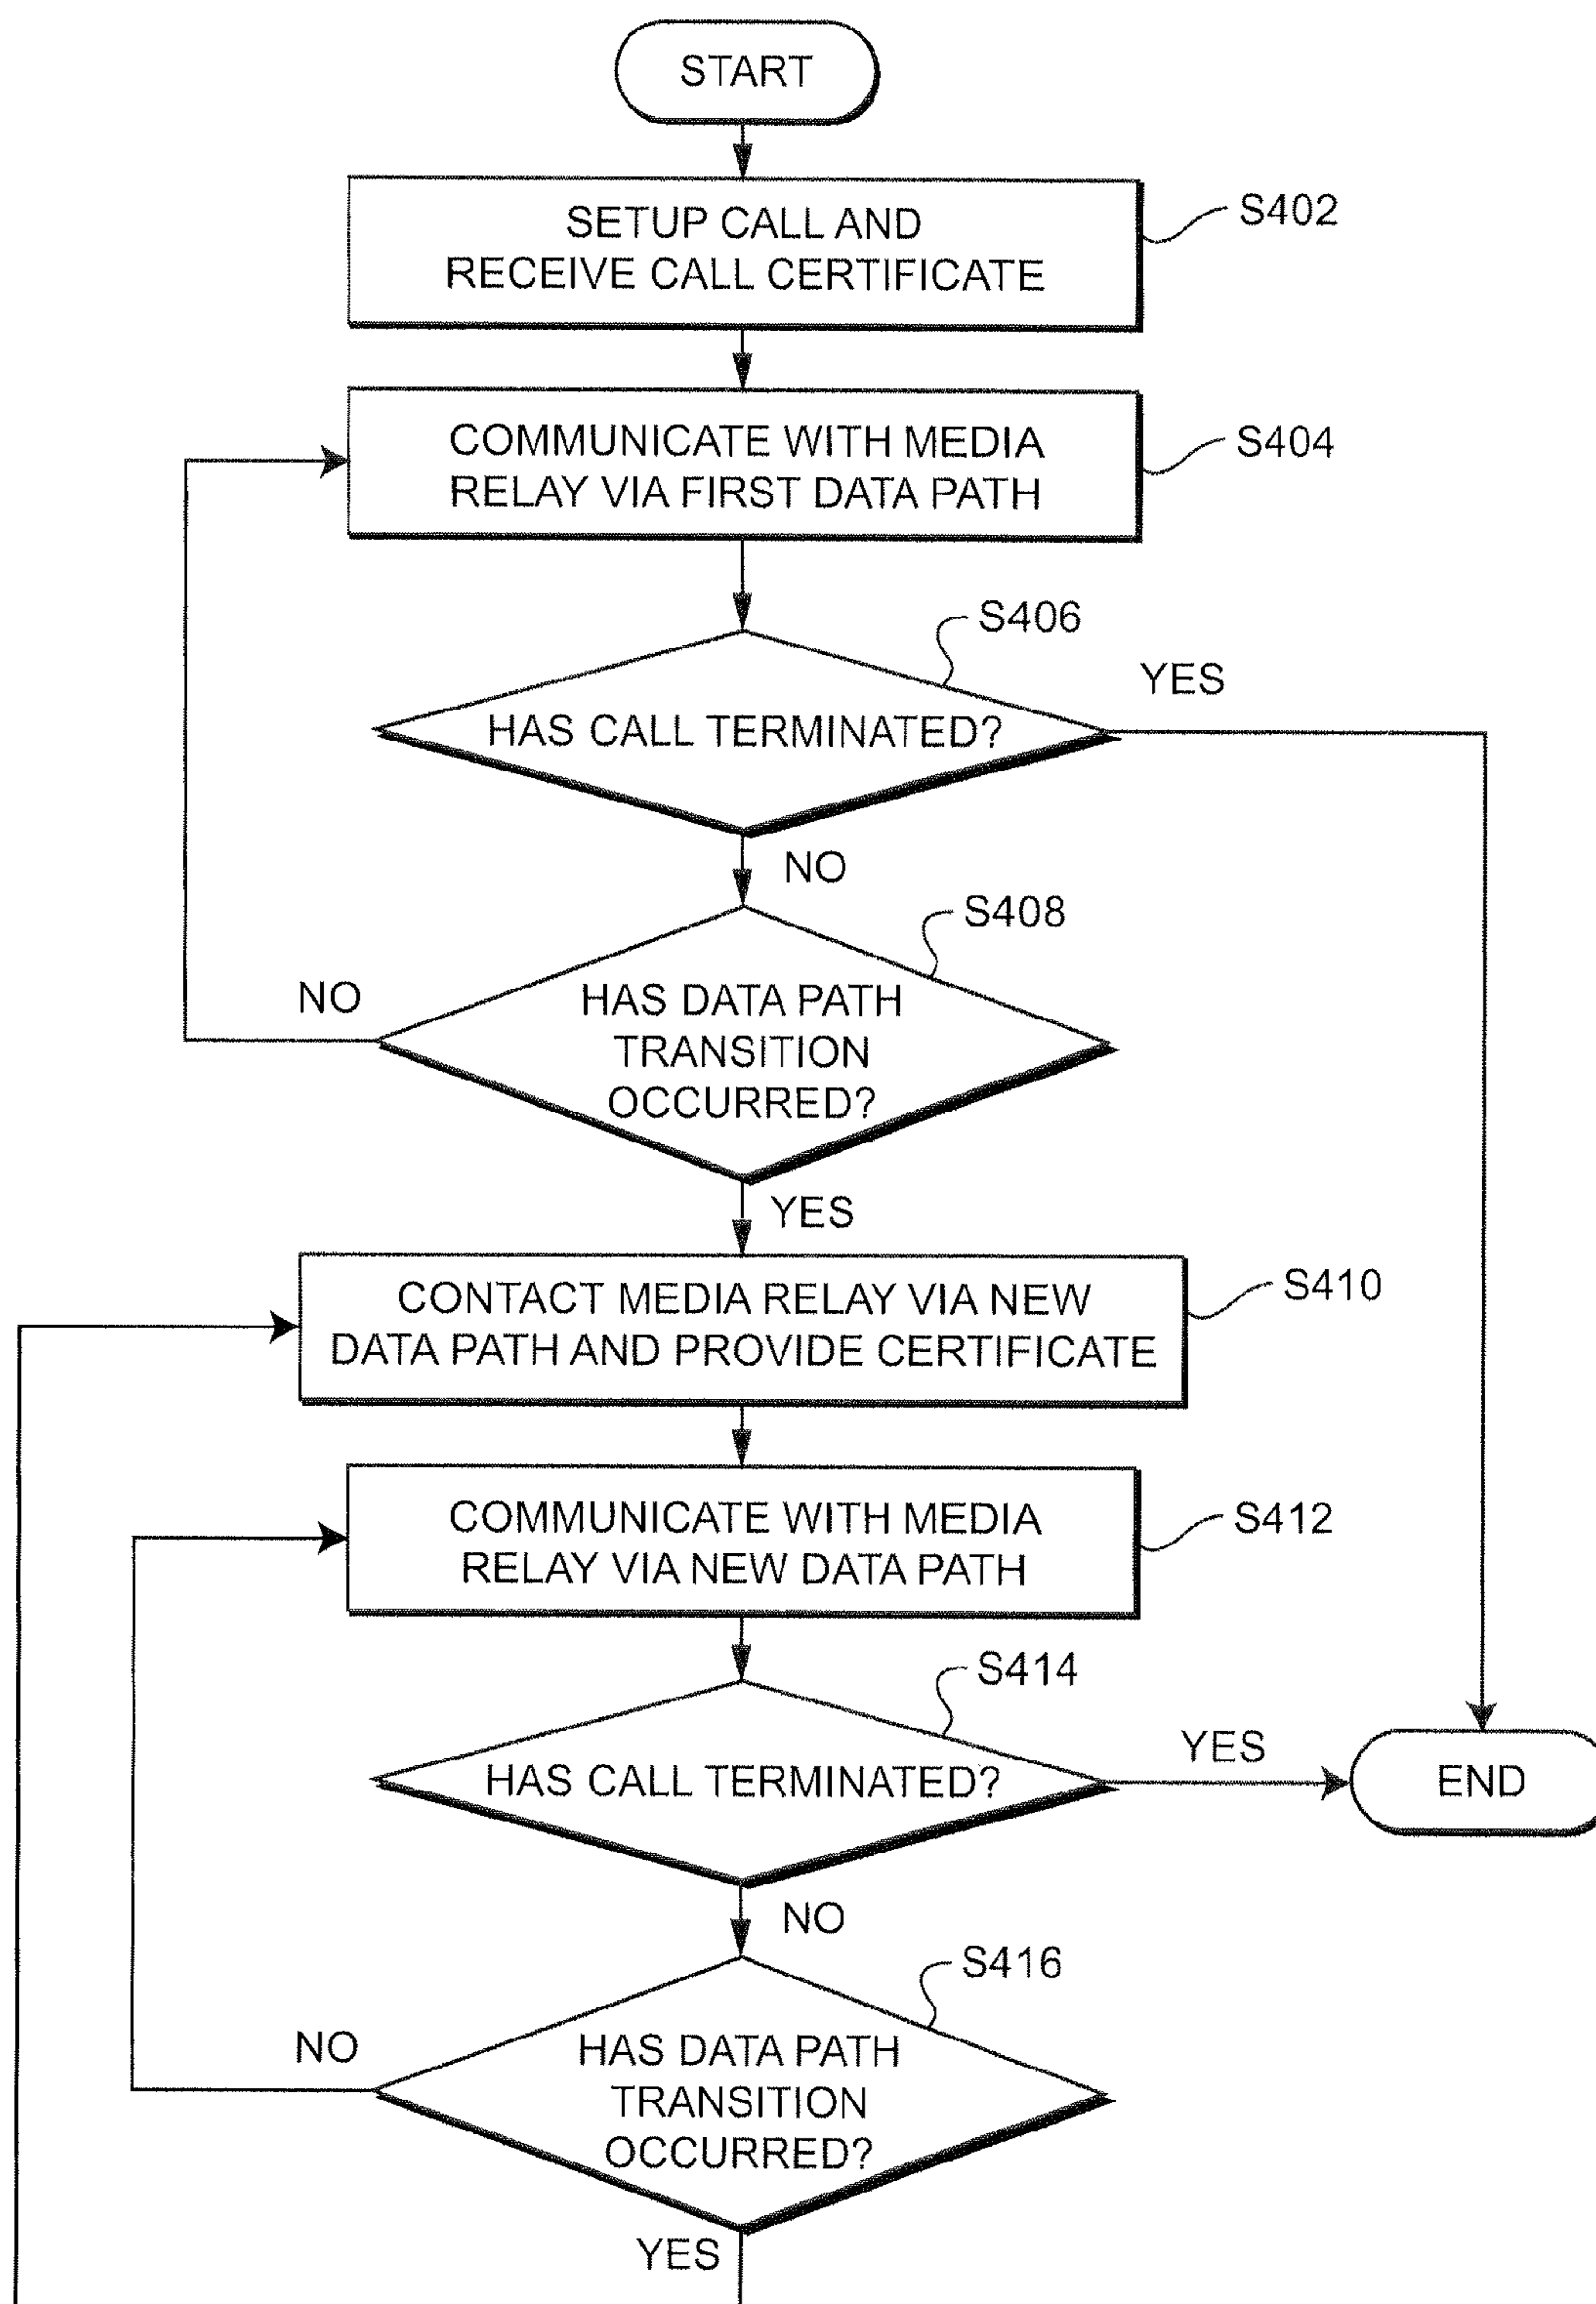 START
SETUP CALL AND
RECEIVE CALL CERTIFICATE
S402
COMMUNICATE WITH MEDIA
RELAY VIA FIRST DATA PATH
S404
S406
YES
HAS CALL TERMINATED?
NO
S408
NO
HAS DATA PATH
TRANSITION
OCCURRED?
YES
CONTACT MEDIA RELAY VIA NEW
DATA PATH AND PROVIDE CERTIFICATE
S410
COMMUNICATE WITH MEDIA
RELAY VIA NEW DATA PATH
S412
S414
YES
HAS CALL TERMINATED?
END
NO
S416
NO
HAS DATA PATH
TRANSITION
OCCURRED?
YES